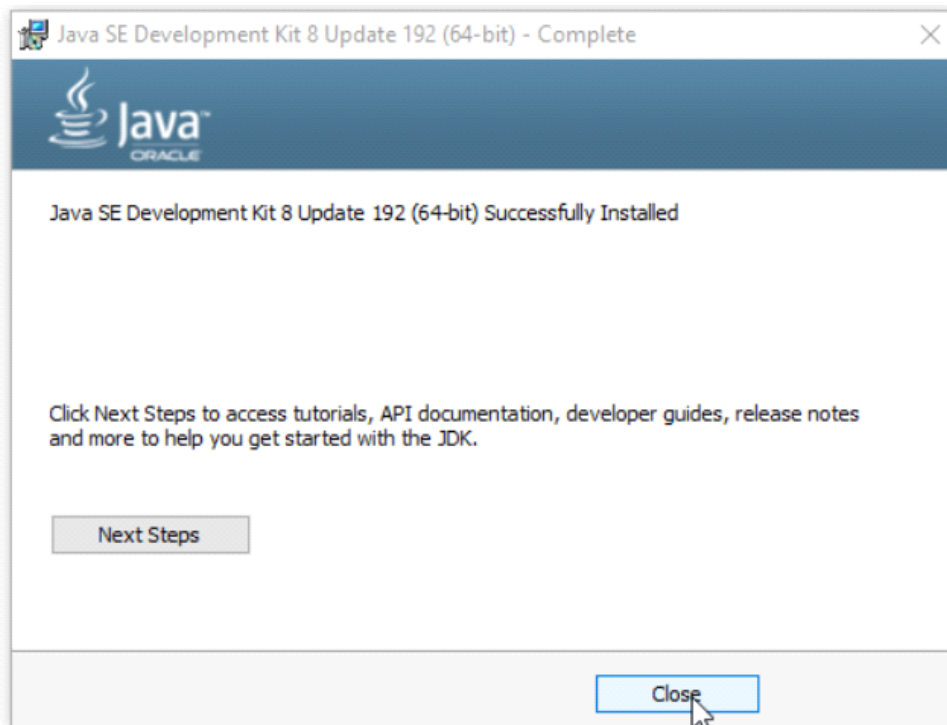 Java SE Development Kit 8 Update 192 (64-bit) - Complete
Java™
ORACLE
Java SE Development Kit 8 Update 192 (64-bit) Successfully Installed
Click Next Steps to access tutorials, API documentation, developer guides, release notes
and more to help you get started with the JDK.
Next Steps
Close